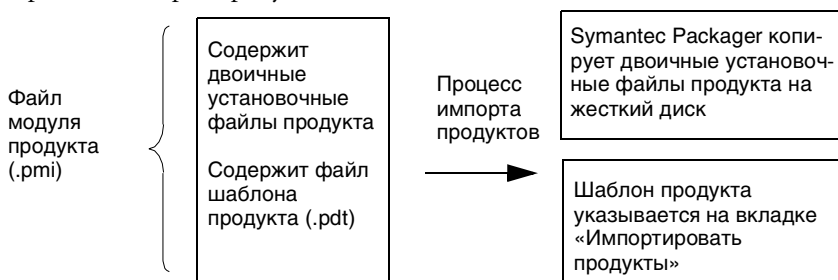 Файл
модуля
продукта
(.pmi)
Содержит
двоичные
установочные
файлы продукта
Содержит файл
шаблона
продукта (.pdt)
Процесс
импорта
продуктов
Symantec Packager копи-
рует двоичные установоч-
ные файлы продукта на
жесткий диск
Шаблон продукта
указывается на вкладке
«Импортировать
продукты»